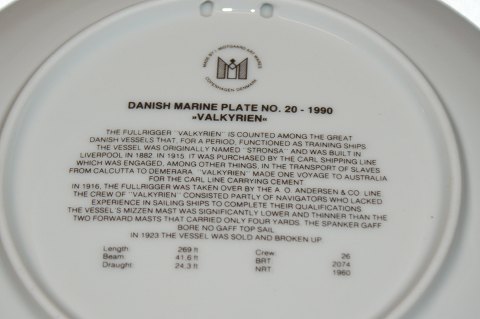 MADE BY I. WIDTGAARD ART WARES
COPENHAGEN DENMARK
DANISH MARINE PLATE NO. 20 - 1990
»VALKYRIEN«
THE FULLRIGGER ¨VALKYRIEN¨ IS COUNTED AMONG THE GREAT
DANISH VESSELS THAT, FOR A PERIOD, FUNCTIONED AS TRAINING SHIPS
THE VESSEL WAS ORIGINALLY NAMED ¨STRONSA¨ AND WAS BUILT IN
LIVERPOOL IN 1882. IN 1915, IT WAS PURCHASED BY THE CARL SHIPPING LINE
WHICH WAS ENGAGED, AMONG OTHER THINGS, IN THE TRANSPORT OF SLAVES
FROM CALCUTTA TO DEMERARA ¨VALKYRIEN¨ MADE ONE VOYAGE TO AUSTRALIA
FOR THE CARL LINE CARRYING CEMENT
IN 1916, THE FULLRIGGER WAS TAKEN OVER BY THE A. O. ANDERSEN & CO. LINE
THE CREW OF ¨VALKYRIEN¨ CONSISTED PARTLY OF NAVIGATORS WHO LACKED
EXPERIENCE IN SAILING SHIPS TO COMPLETE THEIR QUALIFICATIONS
THE VESSEL'S MIZZEN MAST WAS SIGNIFICANTLY LOWER AND THINNER THAN THE
TWO FORWARD MASTS THAT CARRIED ONLY FOUR YARDS. THE SPANKER GAFF
BORE NO GAFF TOP SAIL
IN 1923 THE VESSEL WAS SOLD AND BROKEN UP
Length: 269 ft Crew: 26
Beam: 41,6 ft BRT: 2074
Draught: 24,3 ft NRT: 1960